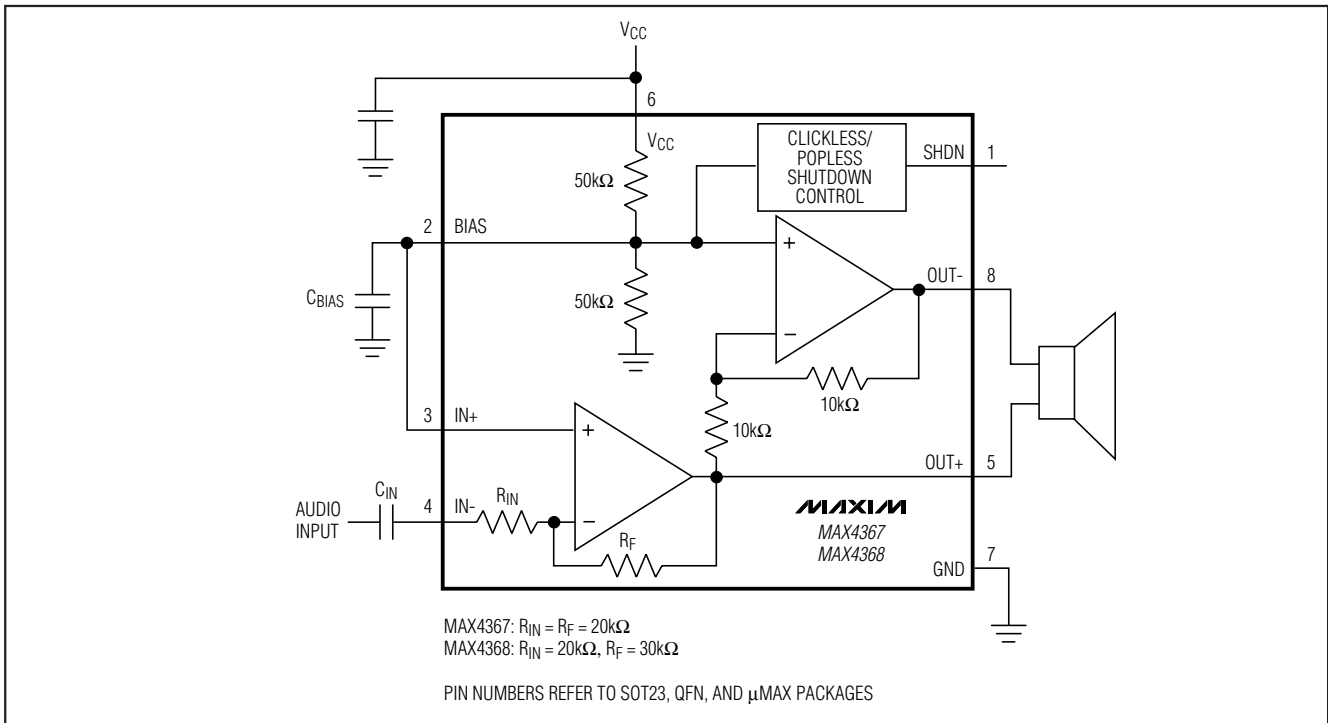 VCC
6
VCC
CLICKLESS/
POPLESS
SHUTDOWN
CONTROL
SHDN 1
50kΩ
2 BIAS
CBIAS
50kΩ
OUT- 8
+
−
10kΩ
10kΩ
3 IN+
+
OUT+ 5
AUDIO
INPUT
CIN
4 IN-
RIN
−
RF
MAXIM
MAX4367
MAX4368
GND 7
MAX4367: RIN = RF = 20kΩ
MAX4368: RIN = 20kΩ, RF = 30kΩ
PIN NUMBERS REFER TO SOT23, QFN, AND µMAX PACKAGES